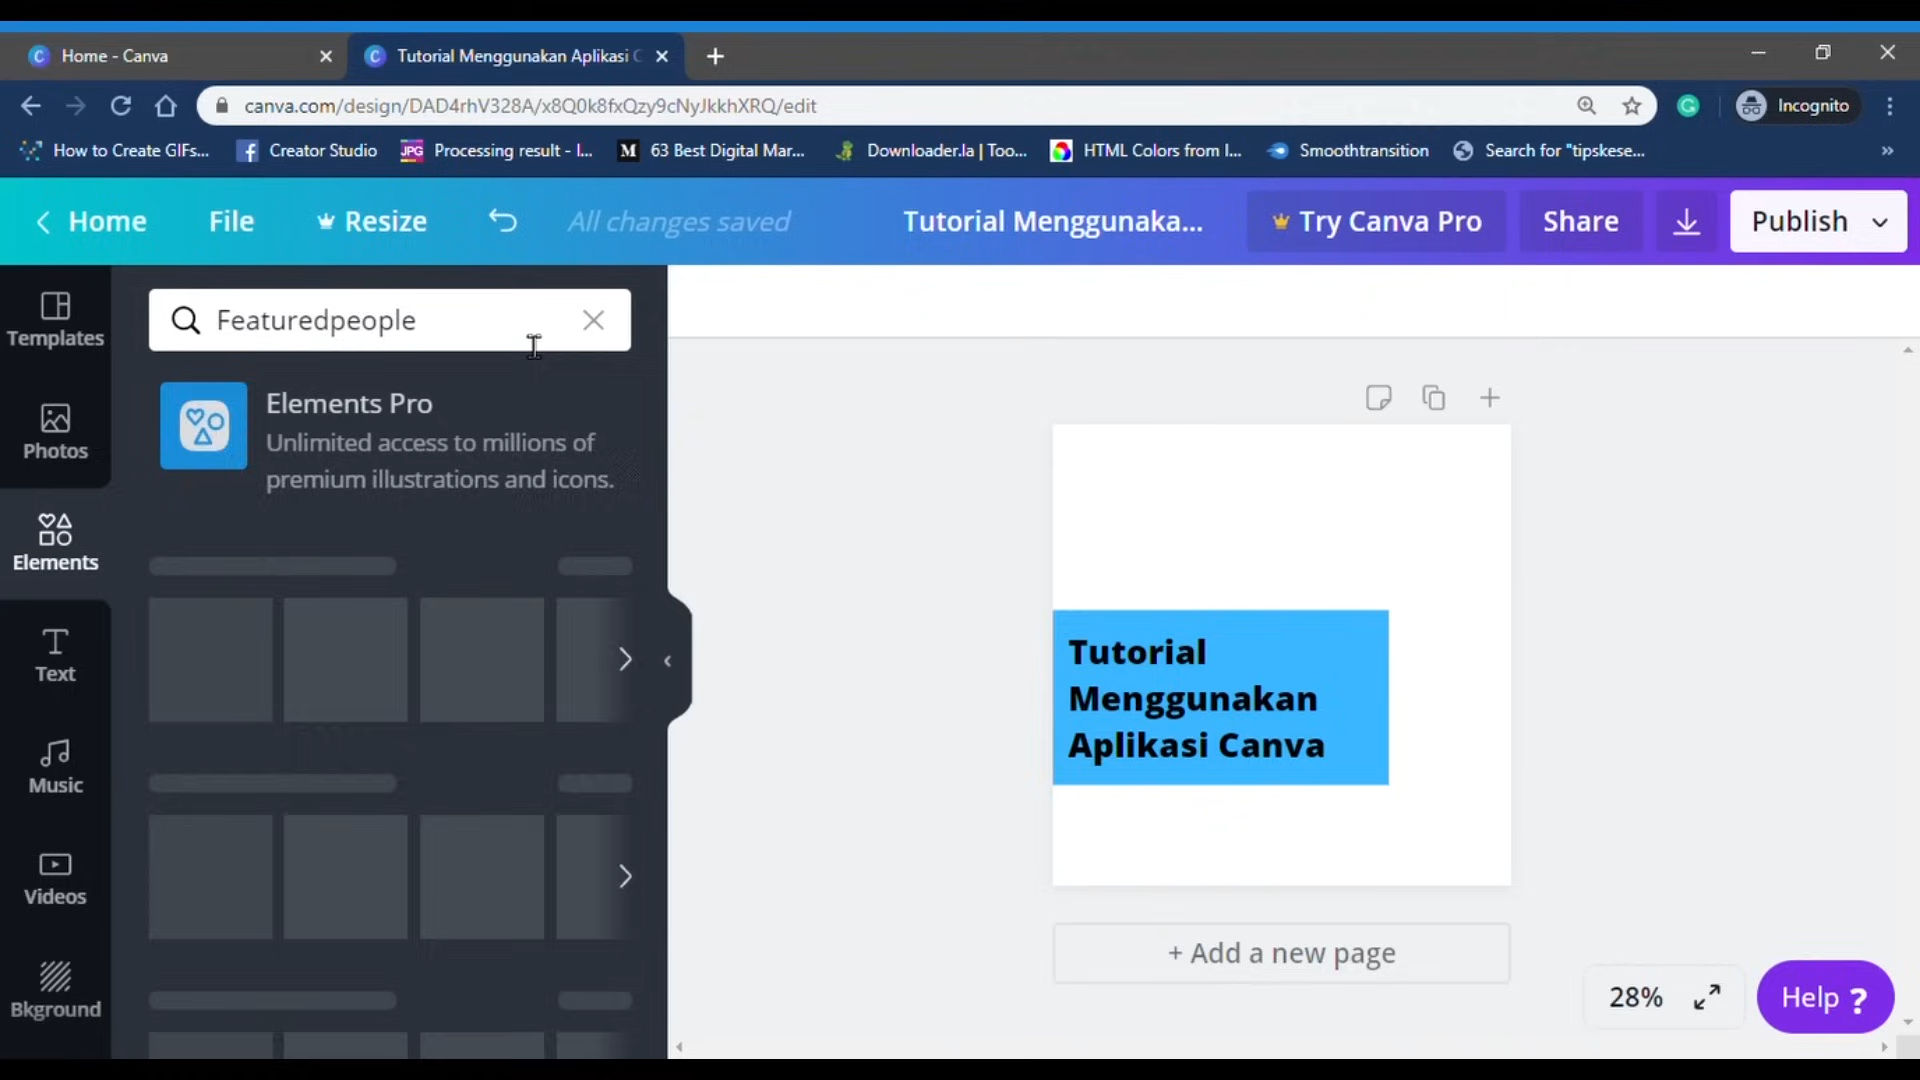 Home - Canva
Tutorial Menggunakan Aplikasi C
canva.com/design/DAD4rhV328A/x8Q0k8fxQzy9cNyJkkhXRQ/edit
Incognito
How to Create GIFs...
Creator Studio
JPG
Processing result - I...
M
63 Best Digital Mar...
Downloader.la | Too...
HTML Colors from I...
Smoothtransition
Search for "tipskese...
Home
File
Resize
All changes saved
Tutorial Menggunaka...
Try Canva Pro
Share
Publish
Templates
Photos
Elements
Text
Music
Videos
Bkground
Featuredpeople
Elements Pro
Unlimited access to millions of
premium illustrations and icons.
Tutorial
Menggunakan
Aplikasi Canva
+ Add a new page
28%
Help ?